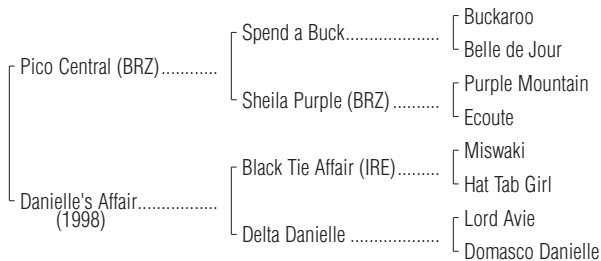 Buckaroo
Spend a Buck....................
Belle de Jour
Pico Central (BRZ)............
Purple Mountain
Sheila Purple (BRZ) ..........
Ecoute
Miswaki
Black Tie Affair (IRE).........
Hat Tab Girl
Danielle's Affair.................
(1998)
Lord Avie
Delta Danielle ...................
Domasco Danielle